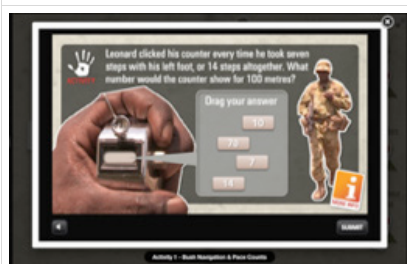 Leonard clicked his counter every time he took seven
steps with his left foot, or 14 steps altogether. What
number would the counter show for 100 metres?
Drag your answer
10
70
7
14
MORE INFO
SUBMIT
Activity 1 - Bush Navigation & Pace Counts